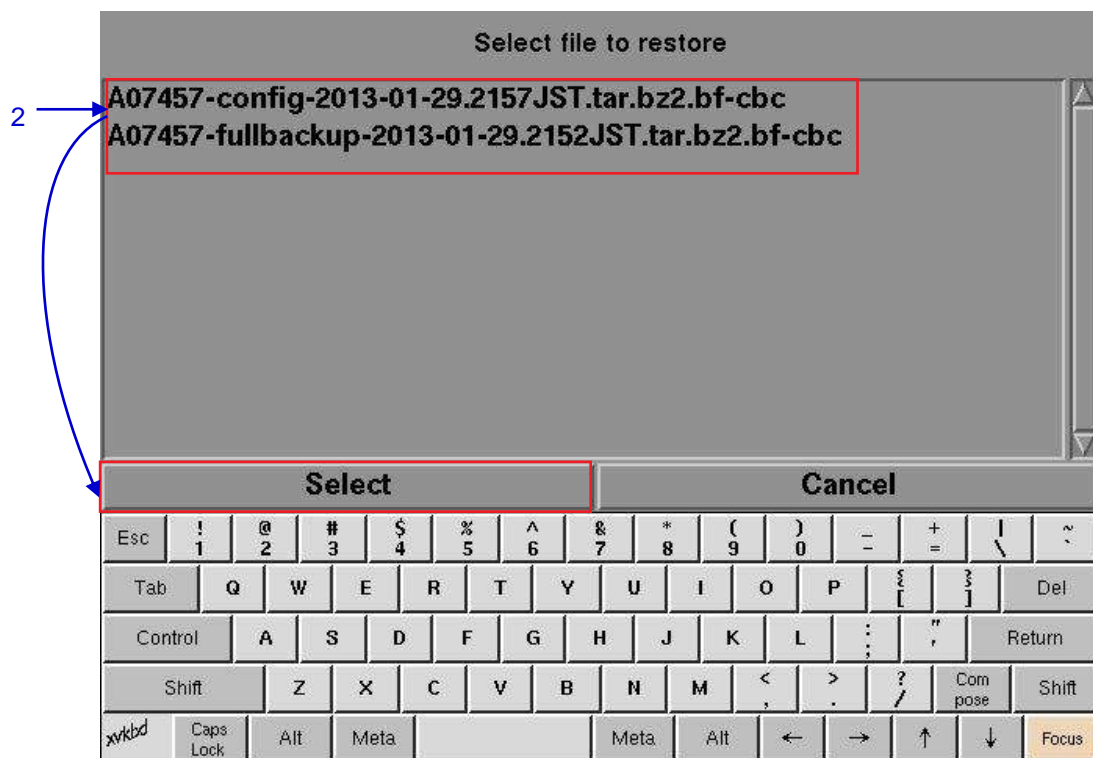 Select file to restore
2
A07457-config-2013-01-29.2157JST.tar.bz2.bf-cbc
A07457-fullbackup-2013-01-29.2152JST.tar.bz2.bf-cbc
Select Cancel
Esc ! 1 @ 2 # 3 $ 4 % 5 ^ 6 & 7 * 8 ( 9 ) 0 _ - + = | \ ~ `
Tab Q W E R T Y U I O P { [ } ] Del
Control A S D F G H J K L : ; " ' Return
Shift Z X C V B N M < , > . ? / Com pose Shift
xvkbd Caps Lock Alt Meta Meta Alt ← → ↑ ↓ Focus